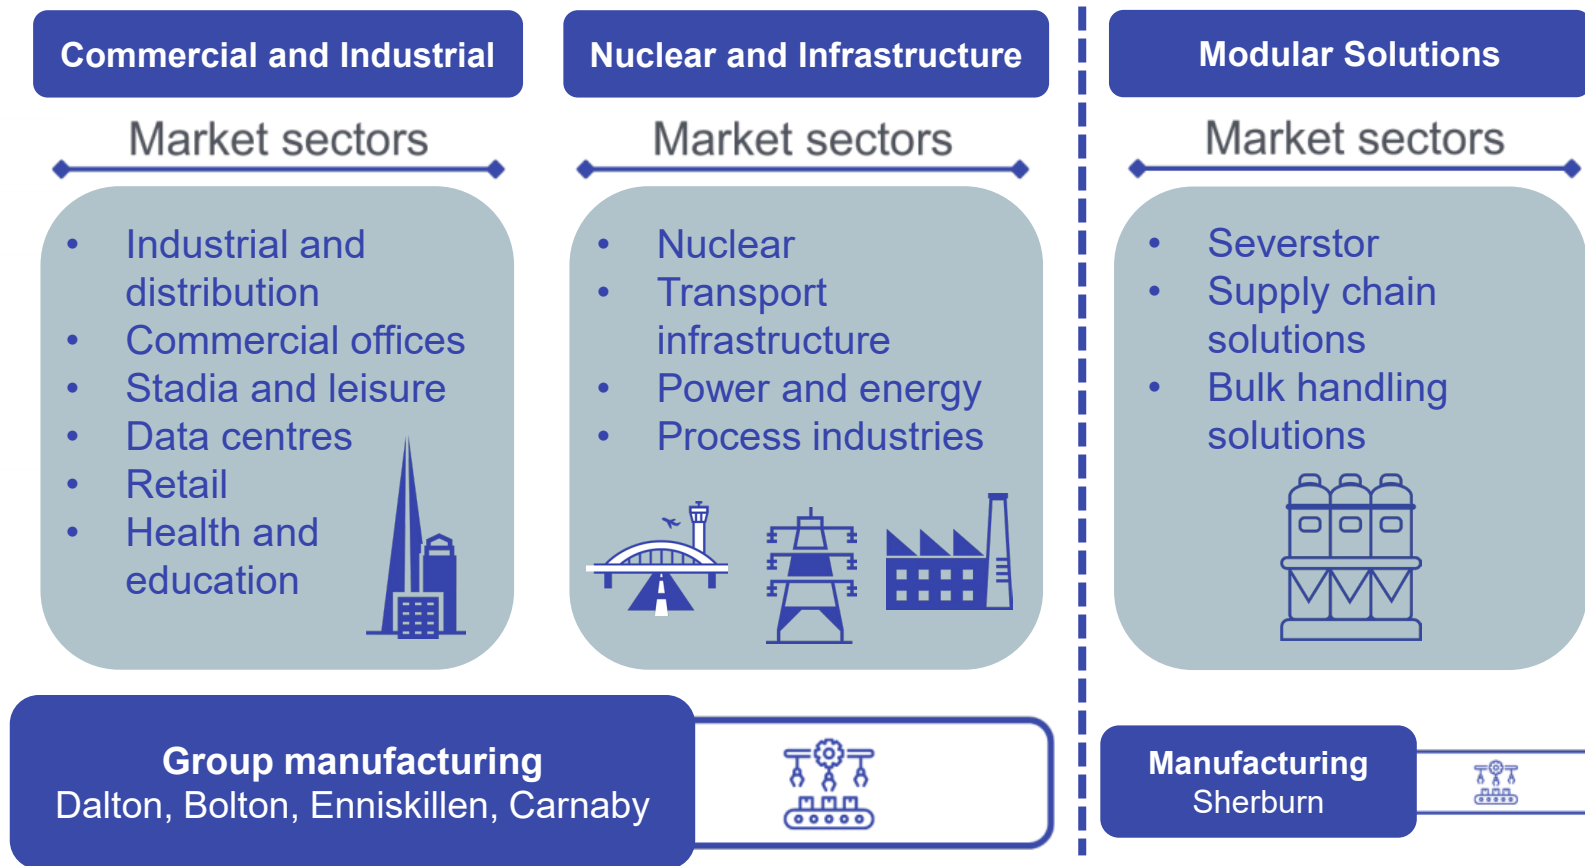 Commercial and Industrial
Market sectors
• Industrial and
distribution
• Commercial offices
• Stadia and leisure
• Data centres
• Retail
• Health and
education
Nuclear and Infrastructure
Market sectors
• Nuclear
• Transport
infrastructure
• Power and energy
• Process industries
Group manufacturing
Dalton, Bolton, Enniskillen, Carnaby
Modular Solutions
Market sectors
• Severstor
• Supply chain
solutions
• Bulk handling
solutions
Manufacturing
Sherburn